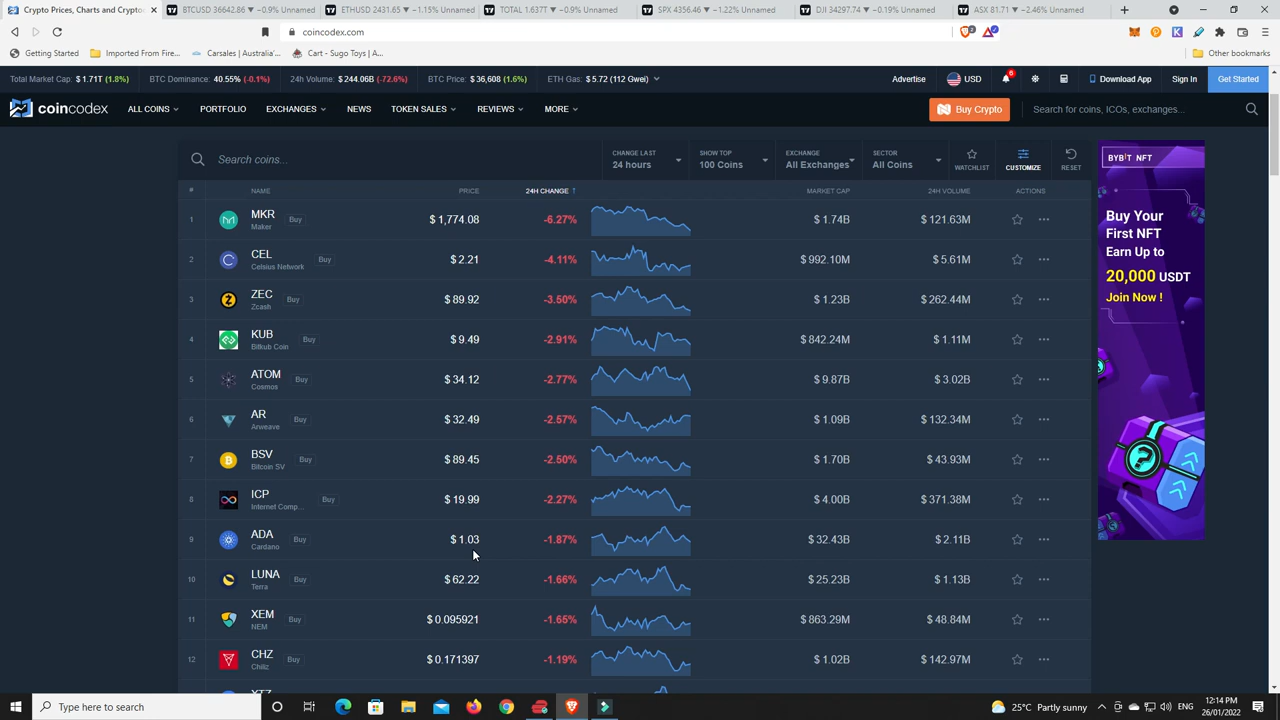 Crypto Prices, Charts and Crypto
BTCUSD 36642.86 ▼ −0.9% Unnamed
ETHUSD 2431.65 ▼ −1.15% Unnamed
TOTAL 1.637T ▼ −0.9% Unnamed
SPX 4356.46 ▼ −1.22% Unnamed
DJI 34297.74 ▼ −0.19% Unnamed
ASX 81.71 ▼ −2.46% Unnamed
coincodex.com
Getting Started
Imported From Fire...
Carsales | Australi...
Cart - Sugo Toys | A...
Other bookmarks
Total Market Cap: $ 1.71T (1.8%) BTC Dominance: 40.55% (-0.1%) 24h Volume: $ 244.06B (-72.6%) BTC Price: $ 36,608 (1.6%) ETH Gas: $ 5.72 (112 Gwei) Advertise USD 6 Download App Sign In Get Started
coincodex ALL COINS PORTFOLIO EXCHANGES NEWS TOKEN SALES REVIEWS MORE Buy Crypto Search for coins, ICOs, exchanges...
Search coins...
CHANGE LAST
24 hours
SHOW TOP
100 Coins
EXCHANGE
All Exchanges
SECTOR
All Coins
WATCHLIST
CUSTOMIZE
RESET
# NAME PRICE 24H CHANGE ↑ MARKET CAP 24H VOLUME ACTIONS
1 MKR Buy $ 1,774.08 -6.27% $ 1.74B $ 121.63M
Maker
2 CEL Buy $ 2.21 -4.11% $ 992.10M $ 5.61M
Celsius Network
3 ZEC Buy $ 89.92 -3.50% $ 1.23B $ 262.44M
Zcash
4 KUB Buy $ 9.49 -2.91% $ 842.24M $ 1.11M
Bitkub Coin
5 ATOM Buy $ 34.12 -2.77% $ 9.87B $ 3.02B
Cosmos
6 AR Buy $ 32.49 -2.57% $ 1.09B $ 132.34M
Arweave
7 BSV Buy $ 89.45 -2.50% $ 1.70B $ 43.93M
Bitcoin SV
8 ICP Buy $ 19.99 -2.27% $ 4.00B $ 371.38M
Internet Comp...
9 ADA Buy $ 1.03 -1.87% $ 32.43B $ 2.11B
Cardano
10 LUNA Buy $ 62.22 -1.66% $ 25.23B $ 1.13B
Terra
11 XEM Buy $ 0.095921 -1.65% $ 863.29M $ 48.84M
NEM
12 CHZ Buy $ 0.171397 -1.19% $ 1.02B $ 142.97M
Chiliz
XTZ
BYBIT NFT
Buy Your
First NFT
Earn Up to
20,000 USDT
Join Now !
Type here to search
25°C Partly sunny
ENG
12:14 PM
26/01/2022